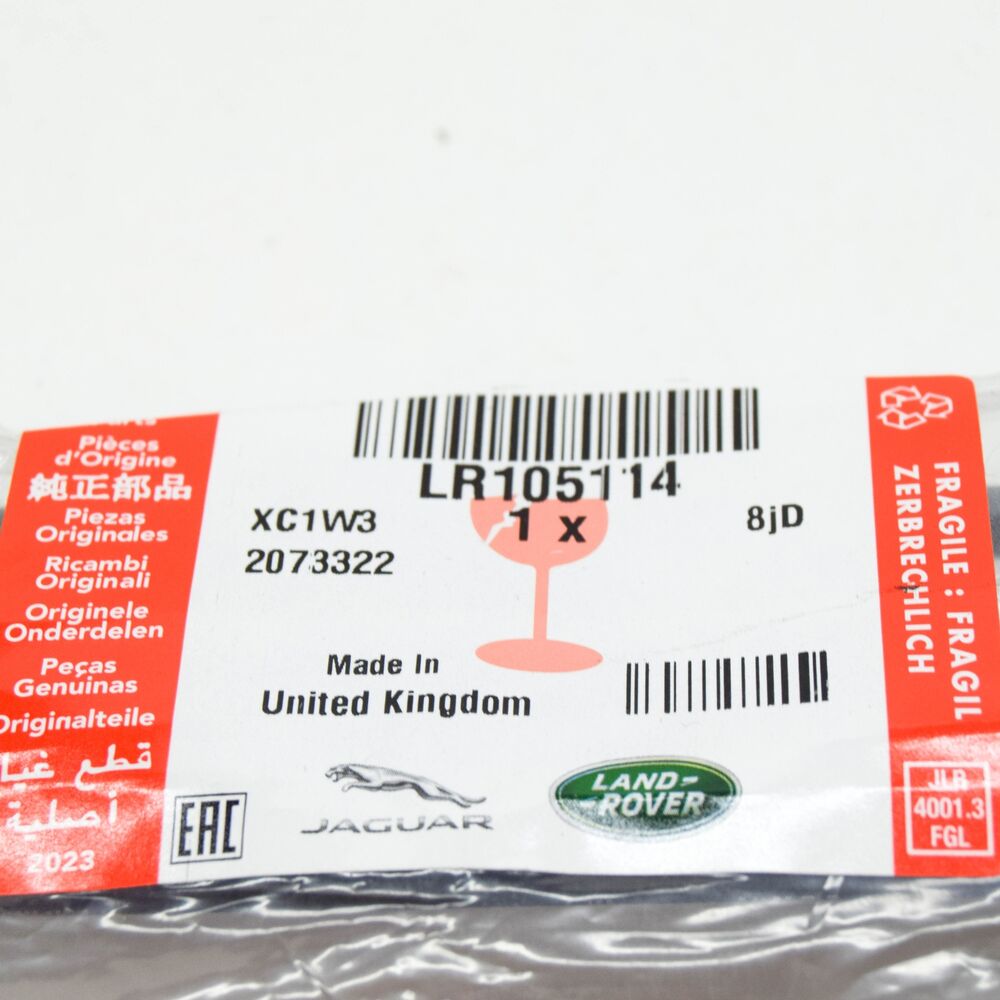 Pièces
d'Origine
純正部品
Piezas
Originales
Ricambi
Originali
Originele
Onderdelen
Peças
Genuinas
Originalteile
قطع غيا
أصلية
2023
EAC
LR105114
1 x
XC1W3
8jD
2073322
Made In
United Kingdom
JAGUAR
LAND-
-ROVER
FRAGILE : FRAGIL
ZERBRECHLICH
JLR
4001.3
FGL